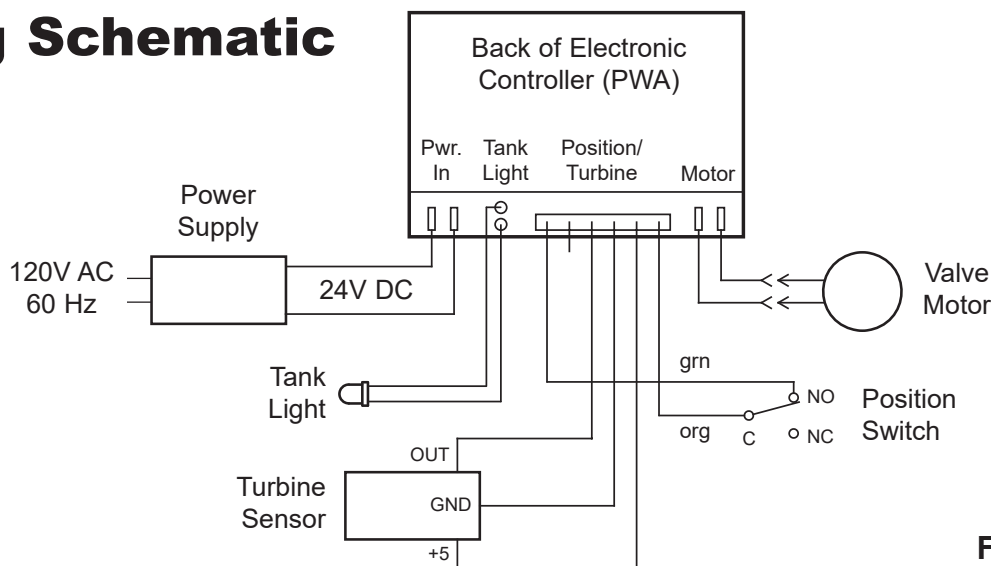 Schematic
Back of Electronic
Controller (PWA)
Pwr.
In
Tank
Light
Position/
Turbine
Motor
Power
Supply
120V AC
60 Hz
24V DC
Valve
Motor
Tank
Light
grn
NO
org
C
NC
Position
Switch
OUT
GND
+5
Turbine
Sensor
F